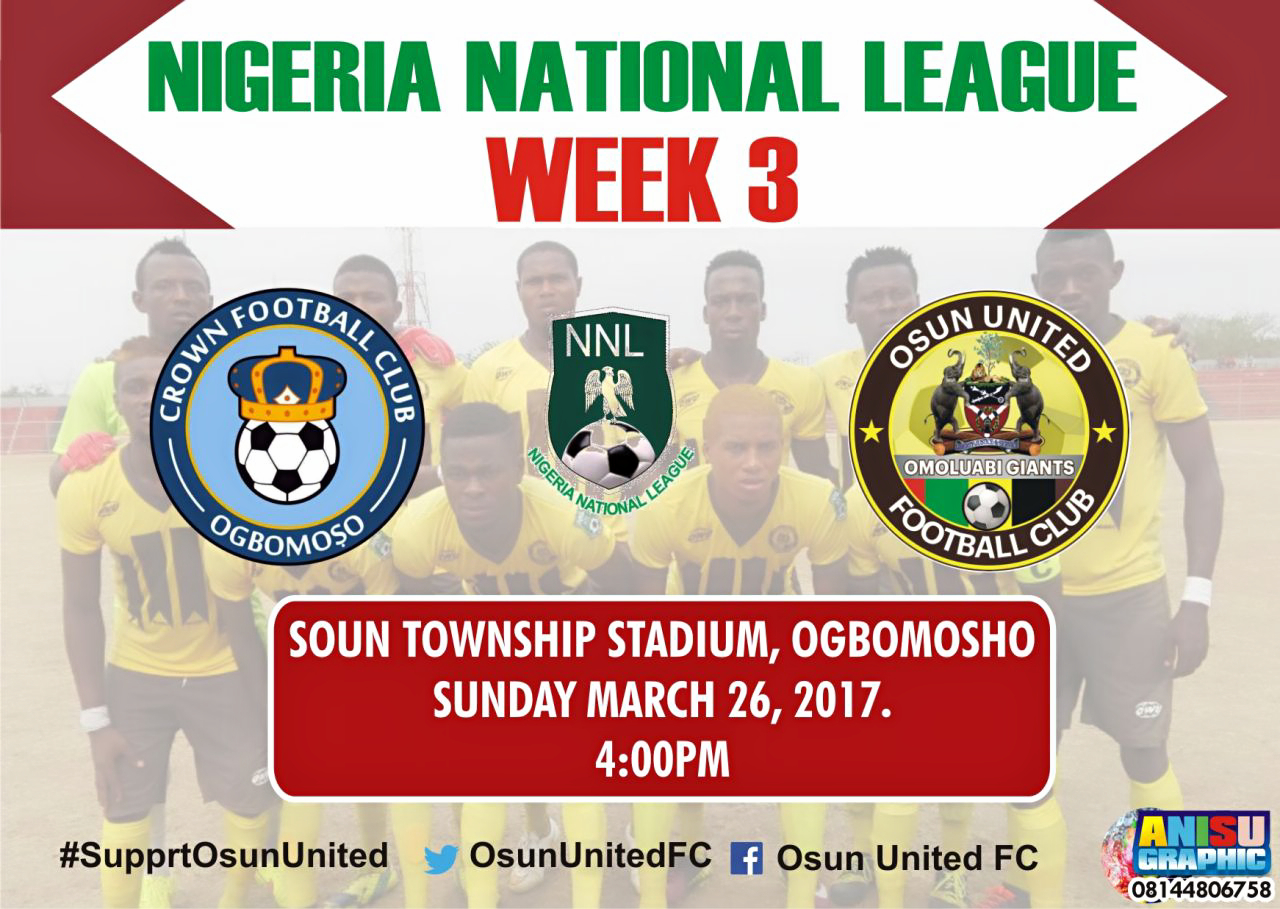 NIGERIA NATIONAL LEAGUE
WEEK 3
CROWN FOOTBALL CLUB
OGBOMOṢO
NNL
NIGERIA NATIONAL LEAGUE
OSUN UNITED
OMOLUABI GIANTS
FOOTBALL CLUB
SOUN TOWNSHIP STADIUM, OGBOMOSHO
SUNDAY MARCH 26, 2017.
4:00PM
#SupprtOsunUnited
OsunUnitedFC
f Osun United FC
ANISU
GRAPHIC
08144806758